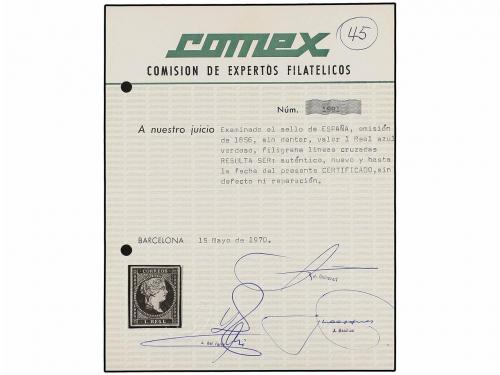 comex
45
COMISION DE EXPERTOS FILATELICOS
Núm. 1991
A nuestro juicio Examinado el sello de ESPAÑA, emisión
de 1856, sin dentar, valor 1 Real azul
verdoso, filigrana líneas cruzadas
RESULTA SER: auténtico, nuevo y hasta
la fecha del presente CERTIFICADO,sin
defecto ni reparación.
BARCELONA 15 Mayo de 1970.
CORREOS
1 REAL